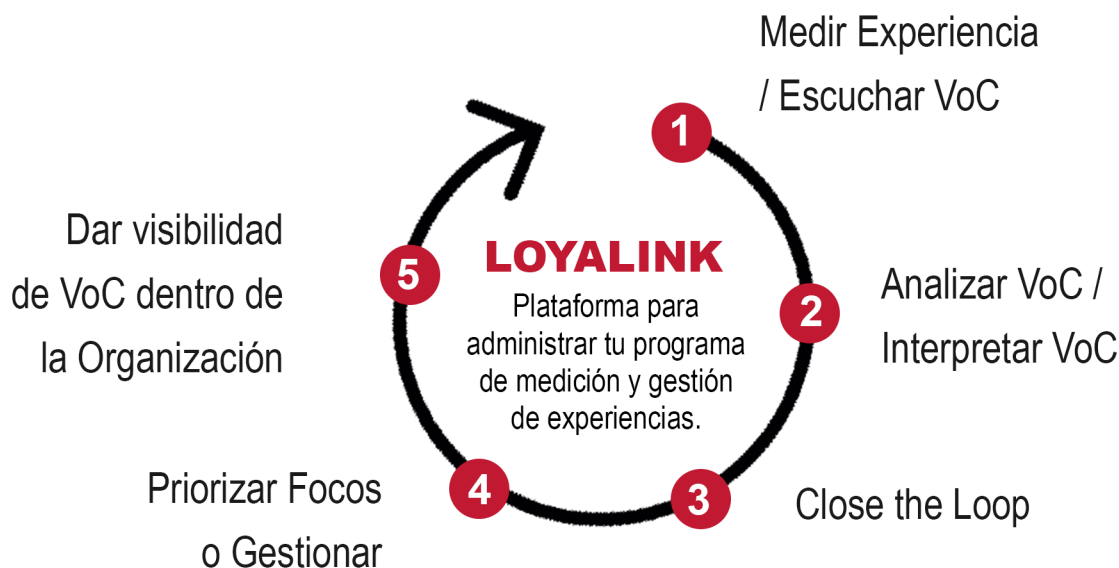 Medir Experiencia
/ Escuchar VoC
1
Analizar VoC /
Interpretar VoC
2
Close the Loop
3
Priorizar Focos
o Gestionar
4
Dar visibilidad
de VoC dentro de
la Organización
5
LOYALINK
Plataforma para
administrar tu programa
de medición y gestión
de experiencias.